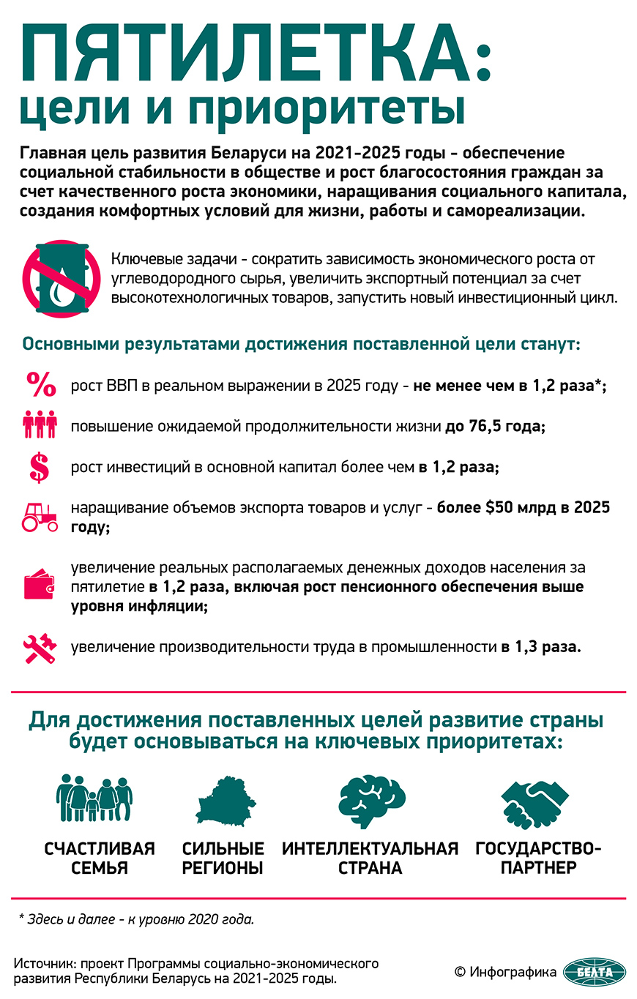 ПЯТИЛЕТКА:
цели и приоритеты
Главная цель развития Беларуси на 2021-2025 годы - обеспечение
социальной стабильности в обществе и рост благосостояния граждан за
счет качественного роста экономики, наращивания социального капитала,
создания комфортных условий для жизни, работы и самореализации.
Ключевые задачи - сократить зависимость экономического роста от
углеводородного сырья, увеличить экспортный потенциал за счет
высокотехнологичных товаров, запустить новый инвестиционный цикл.
Основными результатами достижения поставленной цели станут:
% рост ВВП в реальном выражении в 2025 году - не менее чем в 1,2 раза*;
повышение ожидаемой продолжительности жизни до 76,5 года;
$ рост инвестиций в основной капитал более чем в 1,2 раза;
наращивание объемов экспорта товаров и услуг - более $50 млрд в 2025
году;
увеличение реальных располагаемых денежных доходов населения за
пятилетие в 1,2 раза, включая рост пенсионного обеспечения выше
уровня инфляции;
увеличение производительности труда в промышленности в 1,3 раза.
Для достижения поставленных целей развитие страны
будет основываться на ключевых приоритетах:
СЧАСТЛИВАЯ
СЕМЬЯ
СИЛЬНЫЕ
РЕГИОНЫ
ИНТЕЛЛЕКТУАЛЬНАЯ
СТРАНА
ГОСУДАРСТВО-
ПАРТНЕР
* Здесь и далее - к уровню 2020 года.
Источник: проект Программы социально-экономического
развития Республики Беларусь на 2021-2025 годы.
© Инфографика БЕЛТА